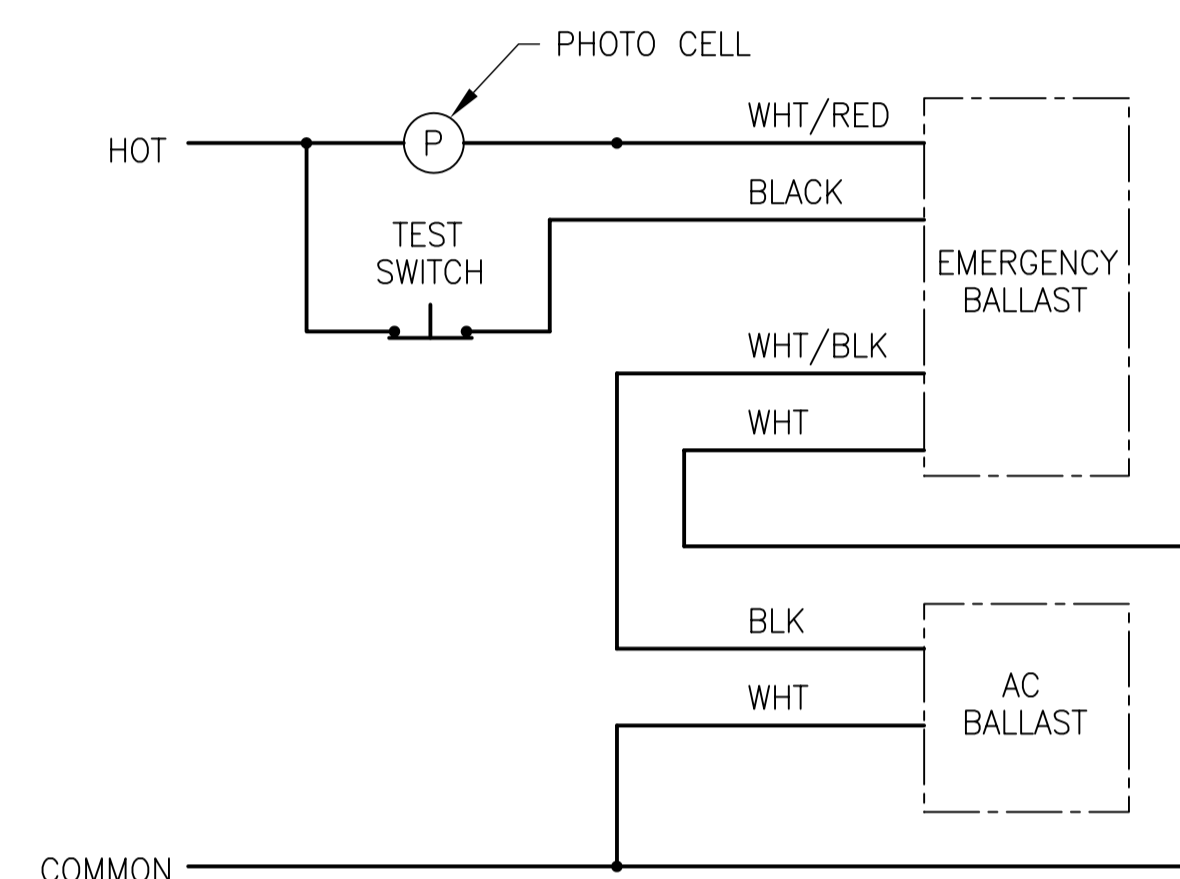 PHOTO CELL
WHT/RED
HOT
P
BLACK
TEST
SWITCH
EMERGENCY
BALLAST
WHT/BLK
WHT
BLK
AC
BALLAST
WHT
COMMON